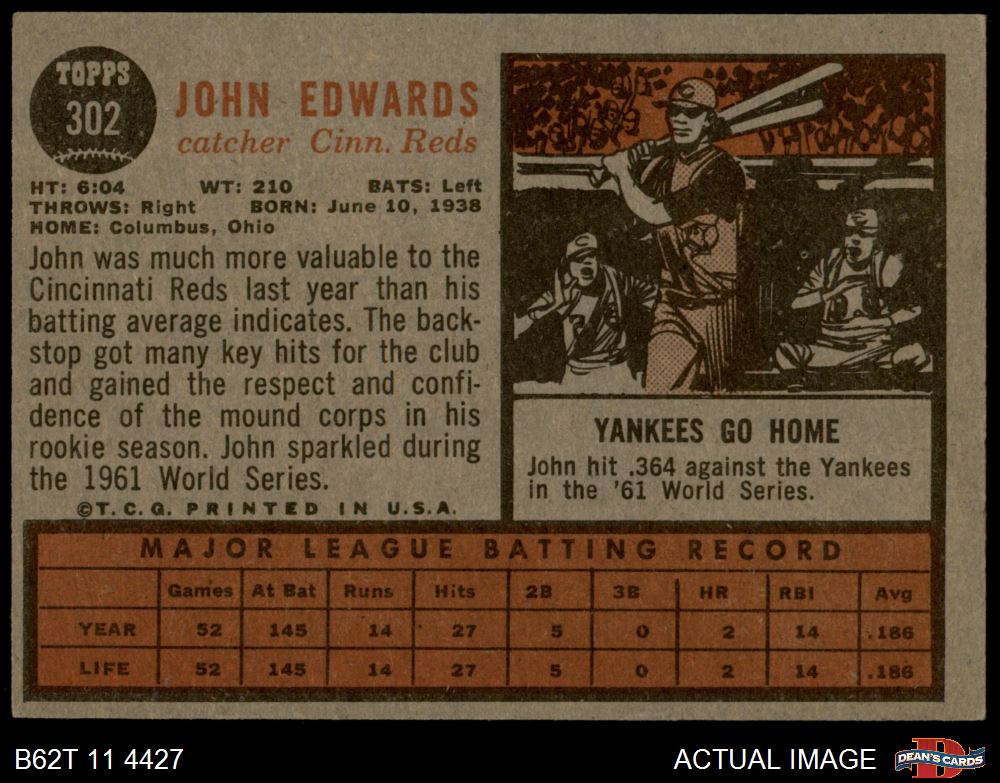 TOPPS
302
JOHN EDWARDS
catcher Cinn. Reds
HT: 6:04 WT: 210 BATS: Left
THROWS: Right BORN: June 10, 1938
HOME: Columbus, Ohio
John was much more valuable to the
Cincinnati Reds last year than his
batting average indicates. The back-
stop got many key hits for the club
and gained the respect and confi-
dence of the mound corps in his
rookie season. John sparkled during
the 1961 World Series.
©T.C.G. PRINTED IN U.S.A.
C
C
YANKEES GO HOME
John hit .364 against the Yankees
in the '61 World Series.
MAJOR LEAGUE BATTING RECORD
Games At Bat Runs Hits 2B 3B HR RBI Avg
YEAR 52 145 14 27 5 0 2 14 .186
LIFE 52 145 14 27 5 0 2 14 .186
B62T 11 4427
ACTUAL IMAGE
DEAN'S CARDS